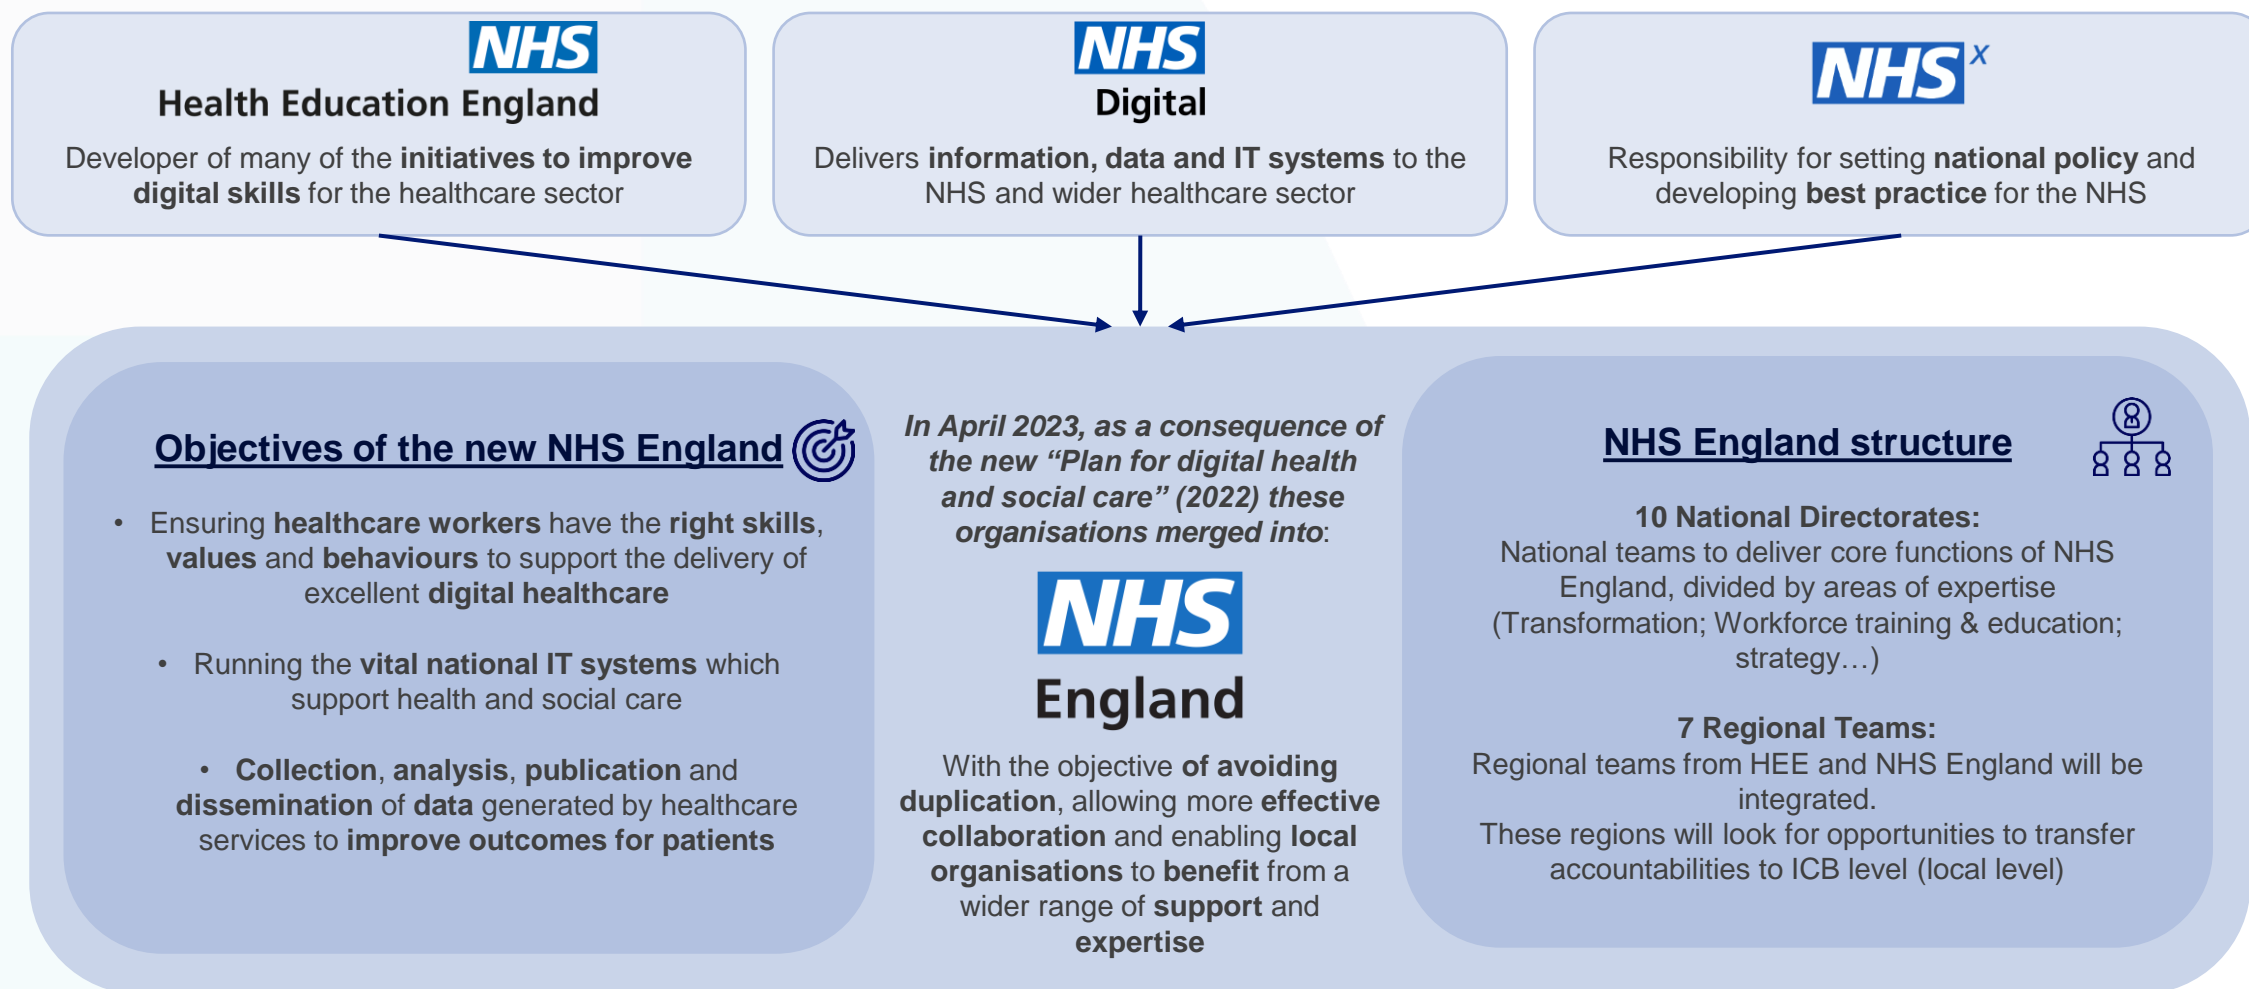 NHS
Health Education England
Developer of many of the initiatives to improve
digital skills for the healthcare sector
NHS
Digital
Delivers information, data and IT systems to the
NHS and wider healthcare sector
NHS X
Responsibility for setting national policy and
developing best practice for the NHS
Objectives of the new NHS England
• Ensuring healthcare workers have the right skills,
values and behaviours to support the delivery of
excellent digital healthcare
• Running the vital national IT systems which
support health and social care
• Collection, analysis, publication and
dissemination of data generated by healthcare
services to improve outcomes for patients
In April 2023, as a consequence of
the new “Plan for digital health
and social care” (2022) these
organisations merged into:
NHS
England
With the objective of avoiding
duplication, allowing more effective
collaboration and enabling local
organisations to benefit from a
wider range of support and
expertise
NHS England structure
10 National Directorates:
National teams to deliver core functions of NHS
England, divided by areas of expertise
(Transformation; Workforce training & education;
strategy…)
7 Regional Teams:
Regional teams from HEE and NHS England will be
integrated.
These regions will look for opportunities to transfer
accountabilities to ICB level (local level)